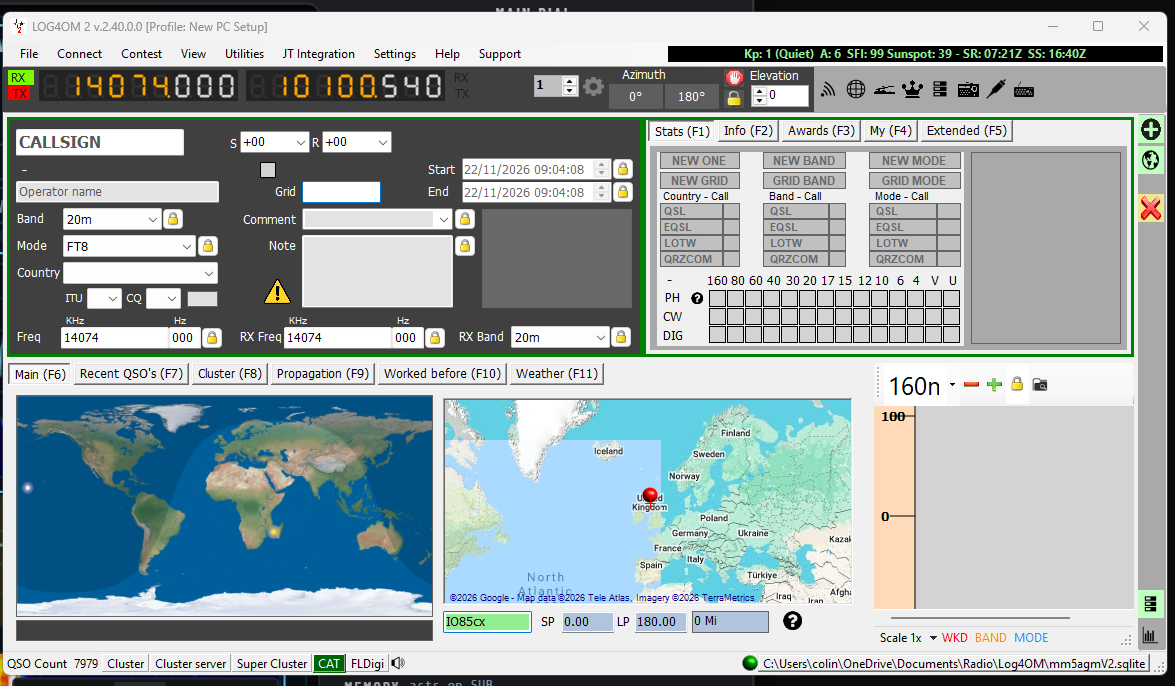 MAIN DIAL
LOG4OM 2 v.2.40.0.0 [Profile: New PC Setup]
File Connect Contest View Utilities JT Integration Settings Help Support
Kp: 1 (Quiet) A: 6 SFI: 99 Sunspot: 39 - SR: 07:21Z SS: 16:40Z
RX
TX
14074.000
10100.540
RX
TX
1
Azimuth
0° 180°
Elevation
0
CALLSIGN
S +00 R +00
-
Start 22/11/2026 09:04:08
Operator name
Grid
End 22/11/2026 09:04:08
Band 20m
Comment
Mode FT8
Note
Country
ITU CQ
KHz Hz KHz Hz
Freq 14074 000 RX Freq 14074 000 RX Band 20m
Stats (F1) Info (F2) Awards (F3) My (F4) Extended (F5)
NEW ONE NEW BAND NEW MODE
NEW GRID GRID BAND GRID MODE
Country - Call Band - Call Mode - Call
QSL QSL QSL
EQSL EQSL EQSL
LOTW LOTW LOTW
QRZCOM QRZCOM QRZCOM
- 160 80 60 40 30 20 17 15 12 10 6 4 V U
PH ?
CW
DIG
Main (F6) Recent QSO's (F7) Cluster (F8) Propagation (F9) Worked before (F10) Weather (F11)
160n
100
0
Finland
Iceland
Sweden
Norway
United
Kingdom
Poland
Germany Ukraine
France
Kazak
Italy
Spain
Türkiye
North
Atlantic
Iraq
Iran
Afghan
©2026 Google - Map data ©2026 Tele Atlas, Imagery ©2026 TerraMetrics
IO85cx SP 0.00 LP 180.00 0 Mi ?
Scale 1x WKD BAND MODE
QSO Count 7979 Cluster Cluster server Super Cluster CAT FLDigi
C:\Users\colin\OneDrive\Documents\Radio\Log4OM\mm5agmV2.sqlite
MEMORY acts on SUB